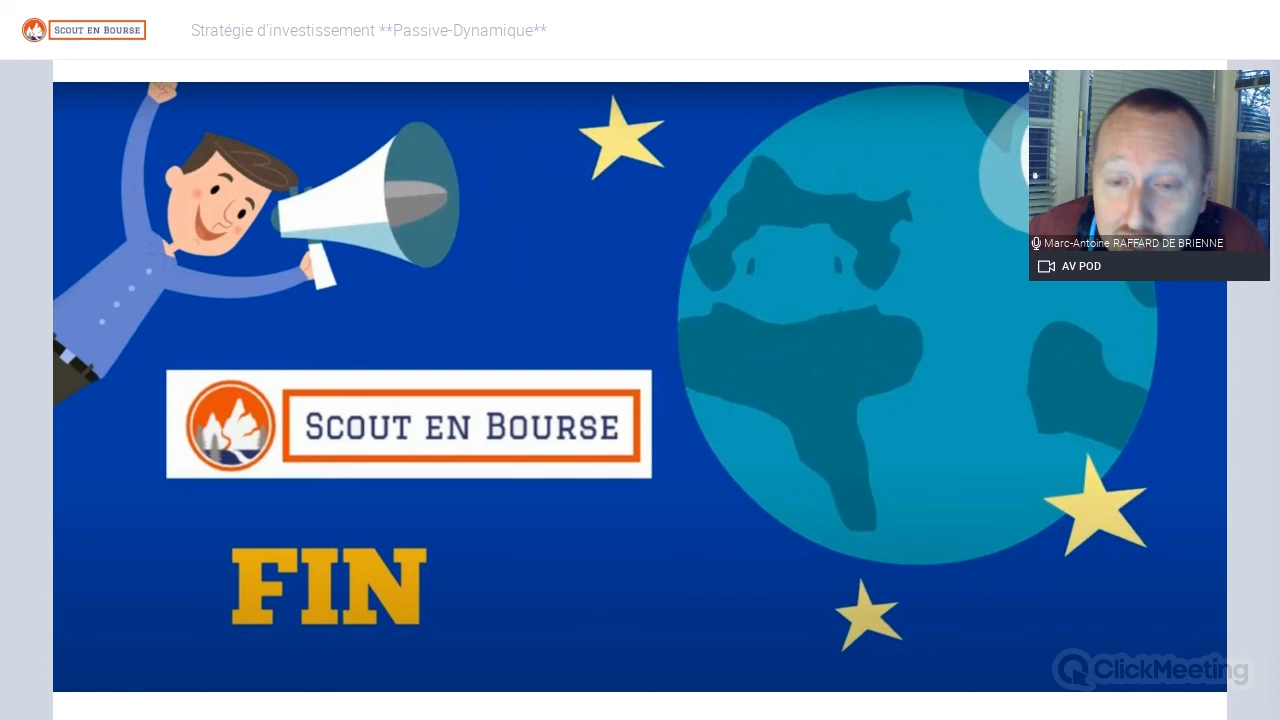 SCOUT EN BOURSE
Stratégie d'investissement **Passive-Dynamique**
Marc-Antoine RAFFARD DE BRIENNE
AV POD
SCOUT EN BOURSE
FIN
ClickMeeting